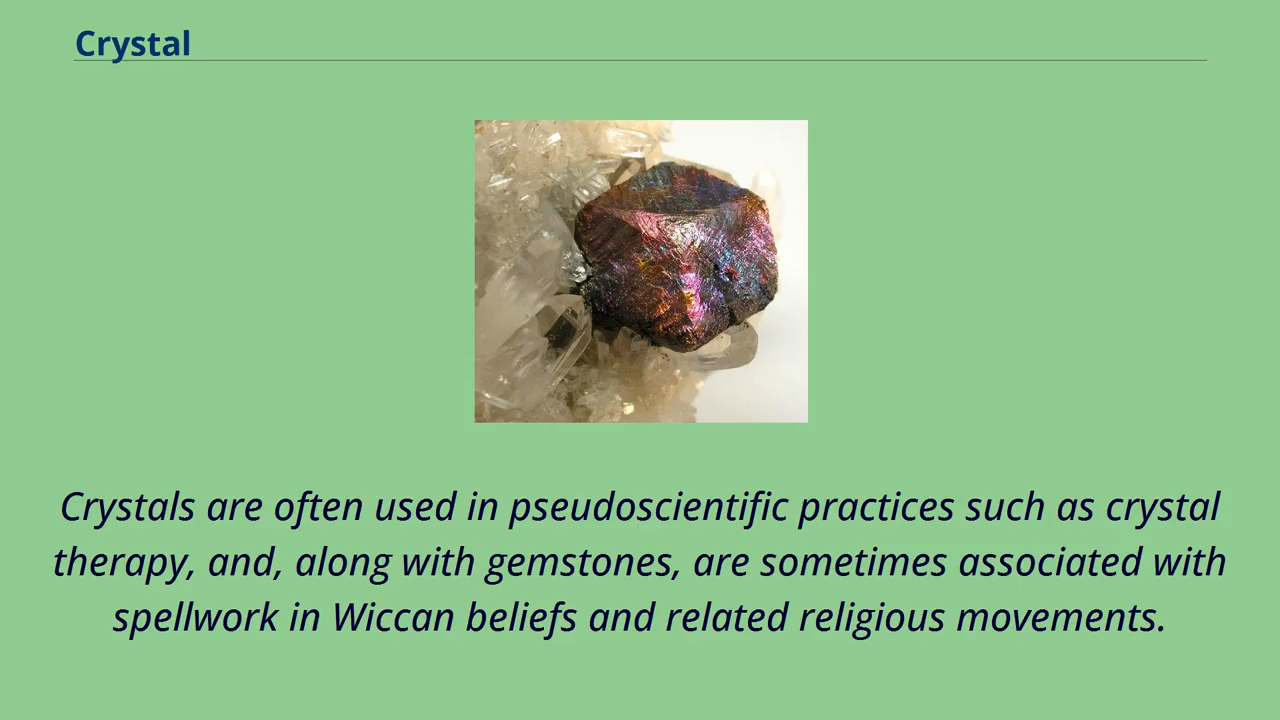 Crystal
Crystals are often used in pseudoscientific practices such as crystal
therapy, and, along with gemstones, are sometimes associated with
spellwork in Wiccan beliefs and related religious movements.